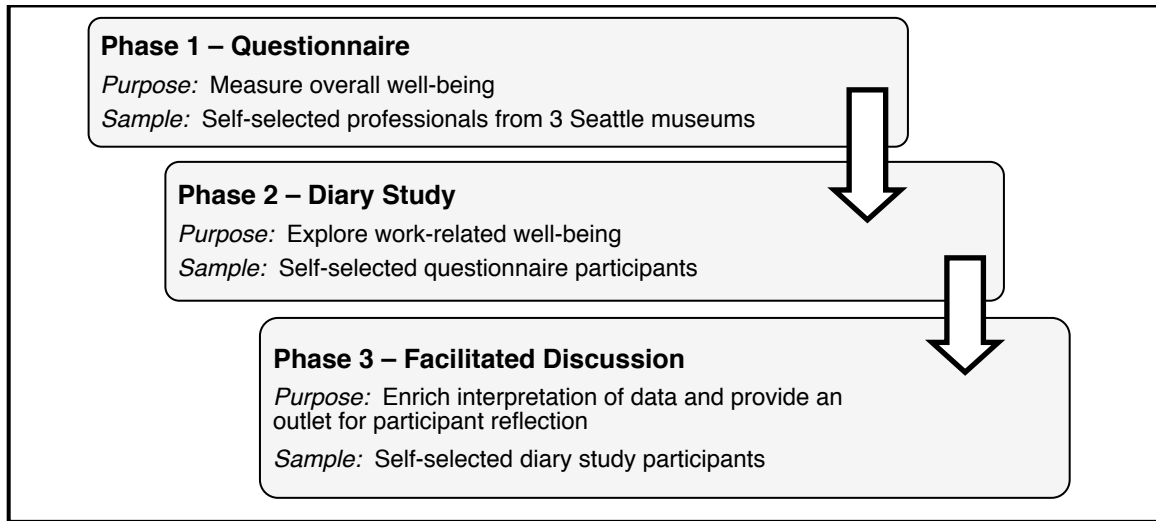 Phase 1 – Questionnaire
Purpose: Measure overall well-being
Sample: Self-selected professionals from 3 Seattle museums
Phase 2 – Diary Study
Purpose: Explore work-related well-being
Sample: Self-selected questionnaire participants
Phase 3 – Facilitated Discussion
Purpose: Enrich interpretation of data and provide an
outlet for participant reflection
Sample: Self-selected diary study participants